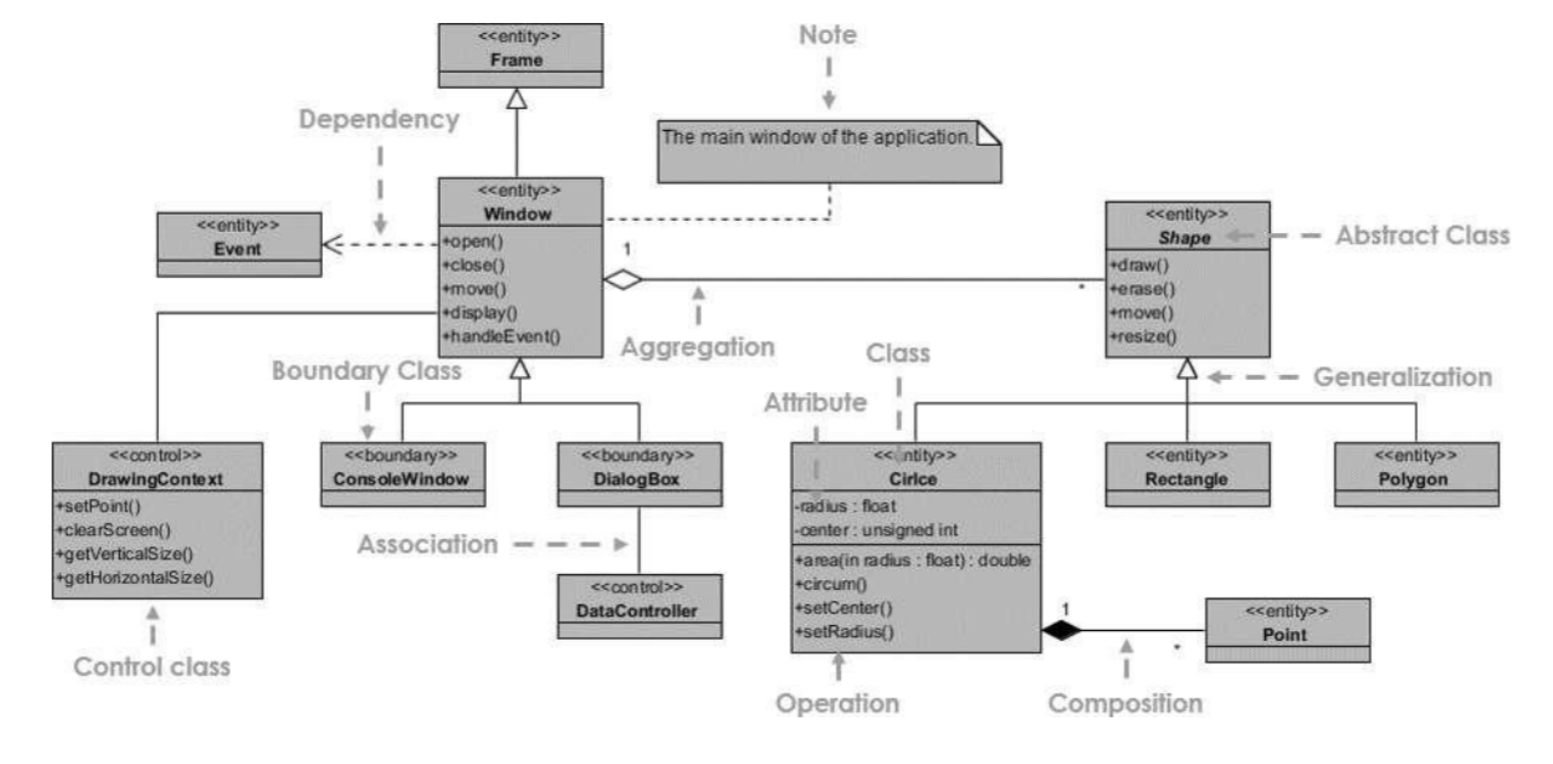 <<entity>>
Frame
Note
Dependency
The main window of the application.
<<entity>>
Window
+open()
+close()
+move()
+display()
+handleEvent()
<<entity>>
Event
1
*
<<entity>>
Shape
+draw()
+erase()
+move()
+resize()
Abstract Class
Aggregation
Class
Boundary Class
Attribute
Generalization
<<control>>
DrawingContext
+setPoint()
+clearScreen()
+getVerticalSize()
+getHorizontalSize()
<<boundary>>
ConsoleWindow
<<boundary>>
DialogBox
<<entity>>
Cirlce
-radius : float
-center : unsigned int
+area(in radius : float) : double
+circum()
+setCenter()
+setRadius()
<<entity>>
Rectangle
<<entity>>
Polygon
Association
<<control>>
DataController
1
*
<<entity>>
Point
Control class
Operation
Composition